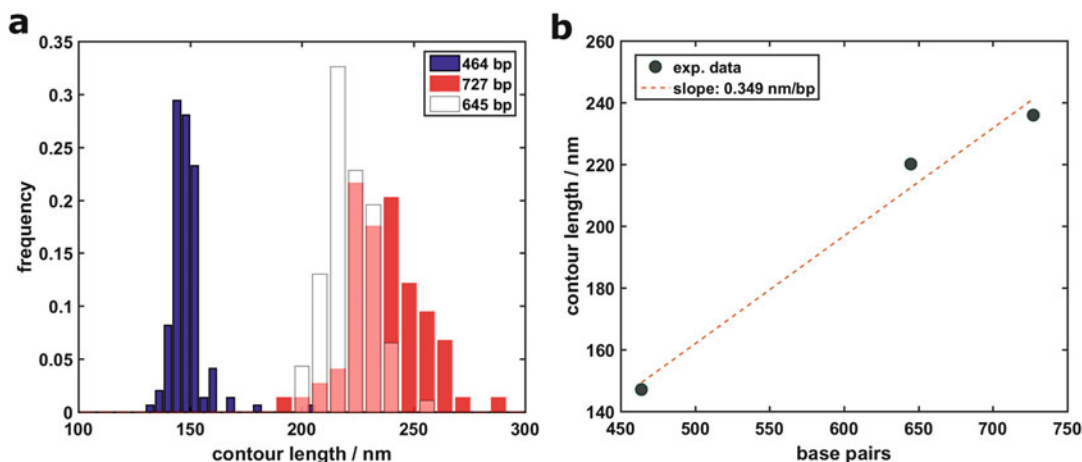 a
0.35
0.3
0.25
0.2
0.15
0.1
0.05
0
frequency
464 bp
727 bp
645 bp
100
150
200
250
300
contour length / nm
b
260
240
220
200
180
160
140
contour length / nm
exp. data
slope: 0.349 nm/bp
450
500
550
600
650
700
750
base pairs